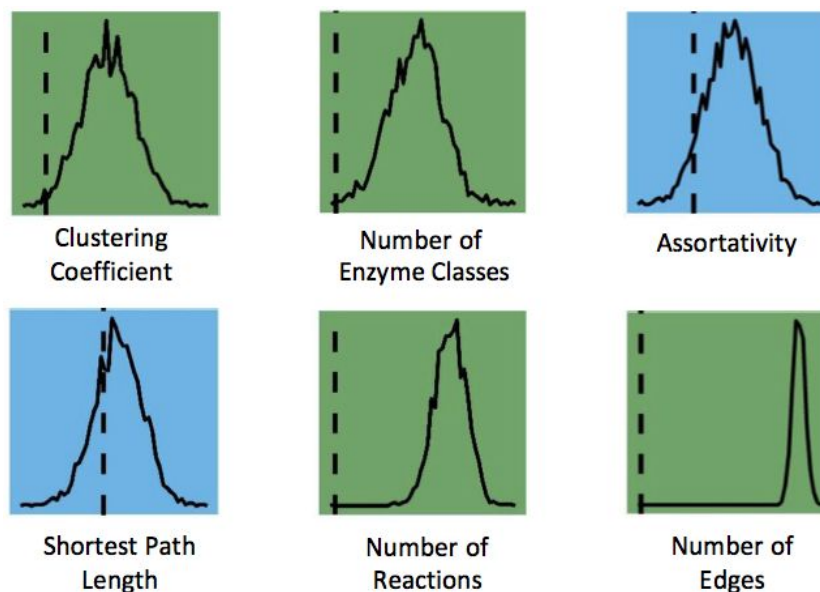 Clustering
Coefficient
Number of
Enzyme Classes
Assortativity
Shortest Path
Length
Number of
Reactions
Number of
Edges